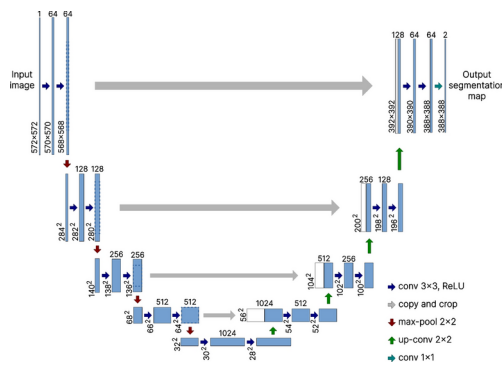 1 64 64
128 64 64 2
Input
image
Output
segmentation
map
572×572
570×570
568×568
392×392
390×390
388×388
388×388
128 128
256 128
284²
282²
280²
200²
198²
196²
256 256
512 256
140²
138²
136²
104²
102²
100²
conv 3×3, ReLU
copy and crop
max-pool 2×2
up-conv 2×2
conv 1×1
512 512
1024 512
68²
66²
64²
56²
54²
52²
1024
32²
30²
28²